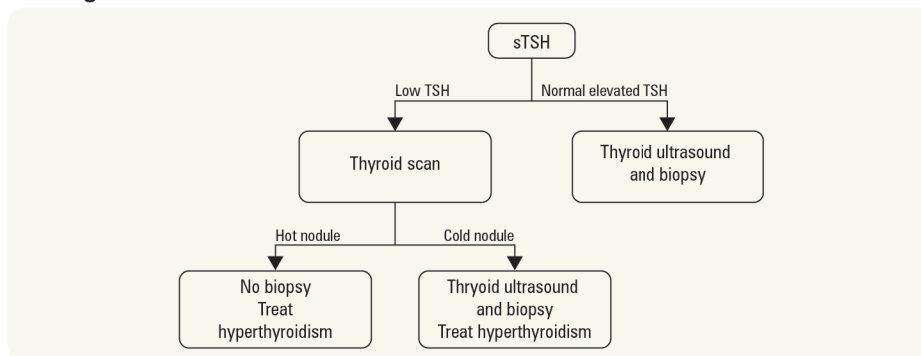 sTSH
Low TSH
Normal elevated TSH
Thyroid scan
Thyroid ultrasound
and biopsy
Hot nodule
Cold nodule
No biopsy
Treat
hyperthyroidism
Thryoid ultrasound
and biopsy
Treat hyperthyroidism